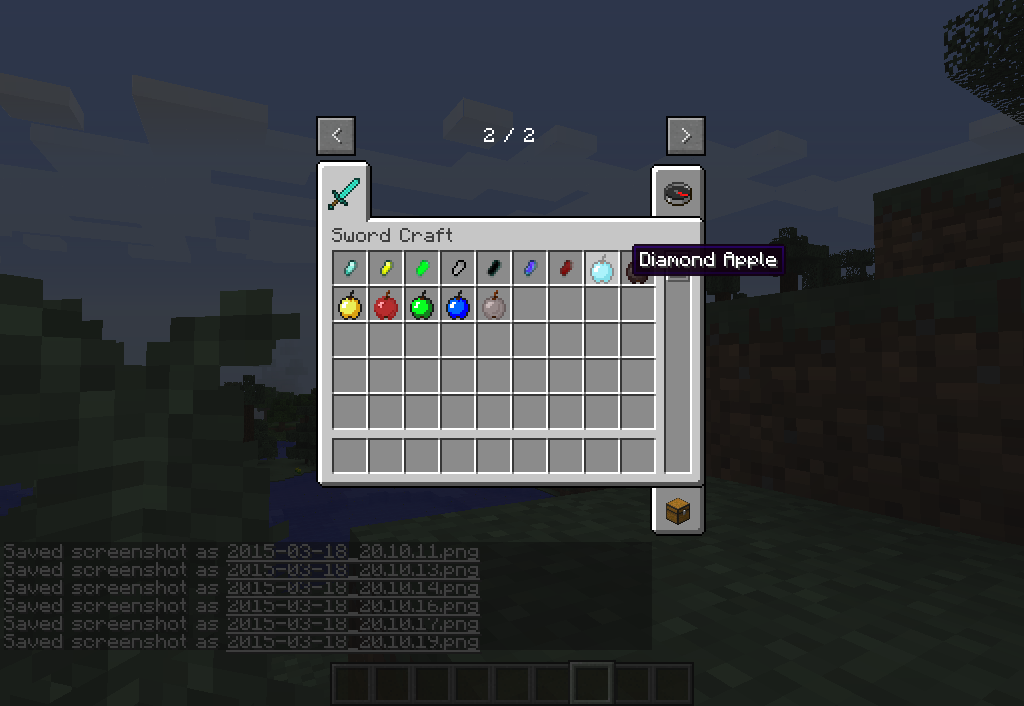 <
2 / 2
>
Sword Craft
Diamond Apple
Saved screenshot as 2015-03-18_20.10.11.png
Saved screenshot as 2015-03-18_20.10.13.png
Saved screenshot as 2015-03-18_20.10.14.png
Saved screenshot as 2015-03-18_20.10.16.png
Saved screenshot as 2015-03-18_20.10.17.png
Saved screenshot as 2015-03-18_20.10.19.png